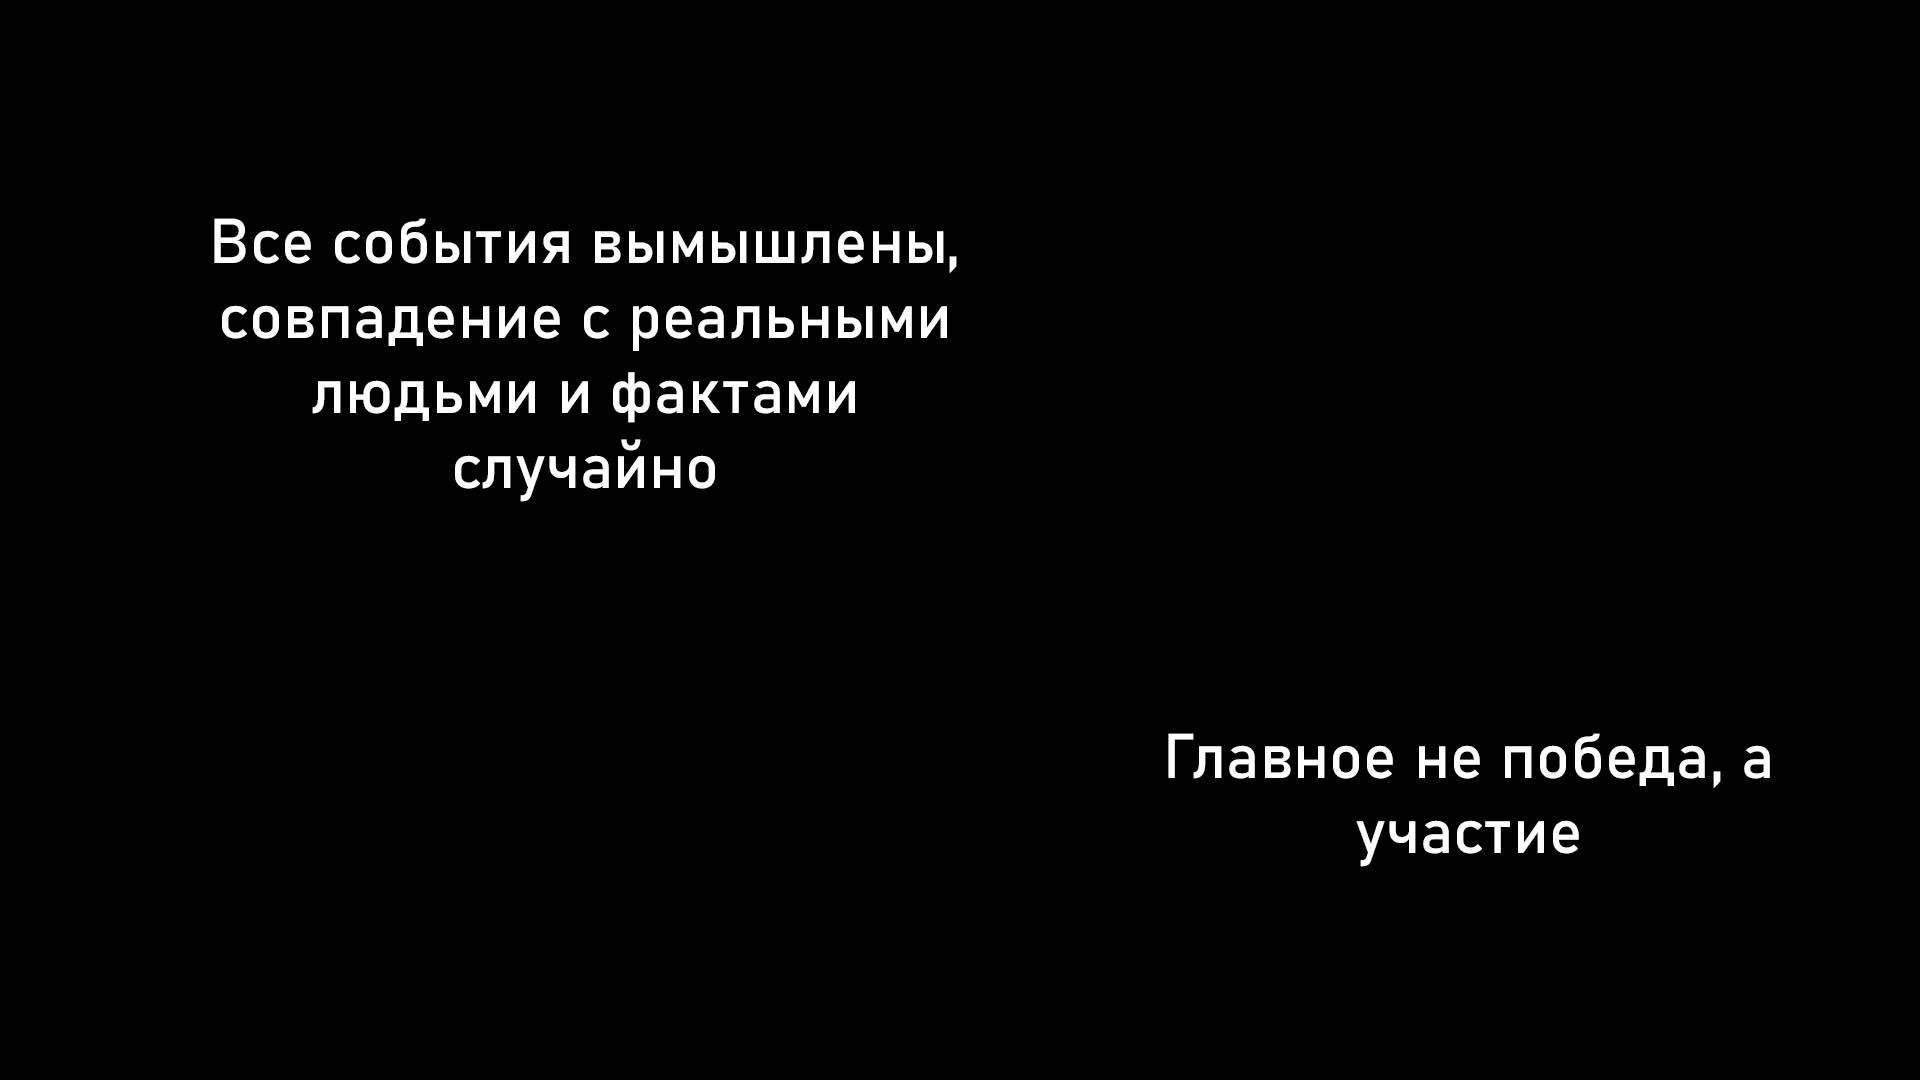 Все события вымышлены,
совпадение с реальными
людьми и фактами
случайно
Главное не победа, а
участие